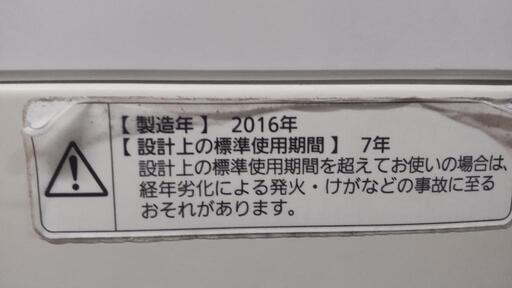 【 製造年 】 2016年
【 設計上の標準使用期間 】 7年
設計上の標準使用期間を超えてお使いの場合は、
経年劣化による発火・けがなどの事故に至る
おそれがあります。